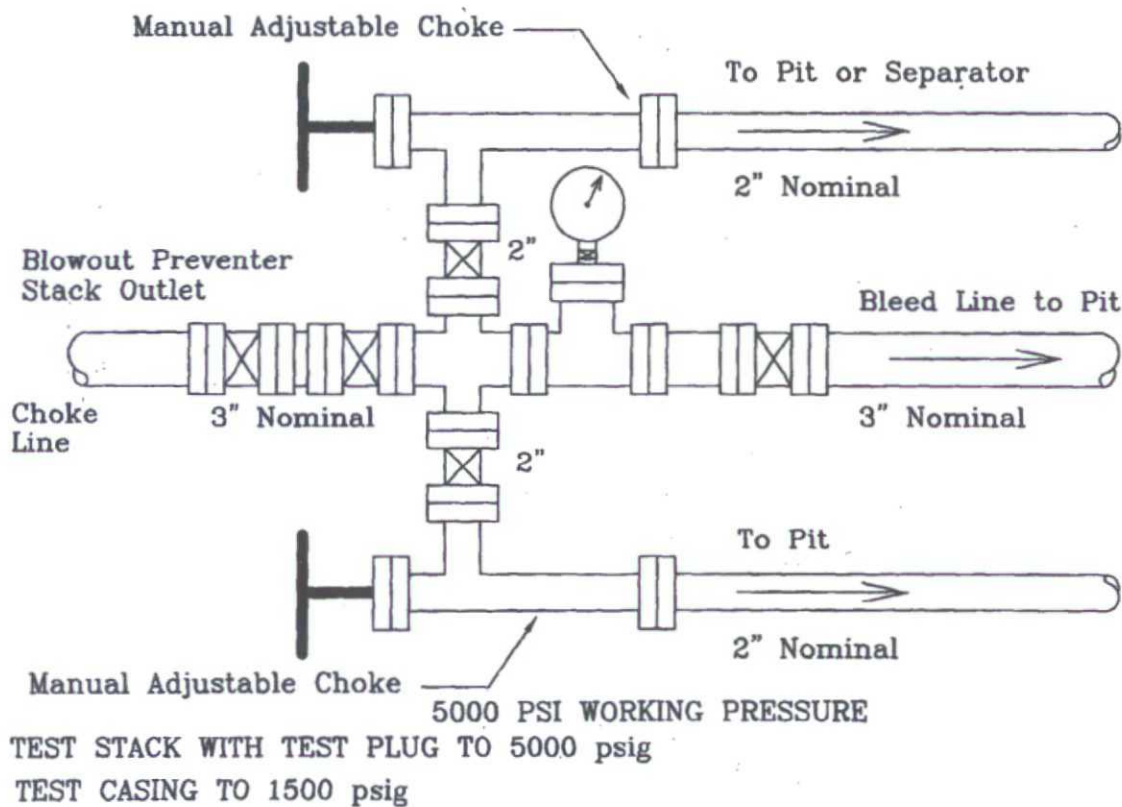 Manual Adjustable Choke
To Pit or Separator
2" Nominal
2"
Blowout Preventer
Stack Outlet
Bleed Line to Pit
Choke
Line
3" Nominal
3" Nominal
2"
To Pit
2" Nominal
Manual Adjustable Choke
5000 PSI WORKING PRESSURE
TEST STACK WITH TEST PLUG TO 5000 psig
TEST CASING TO 1500 psig